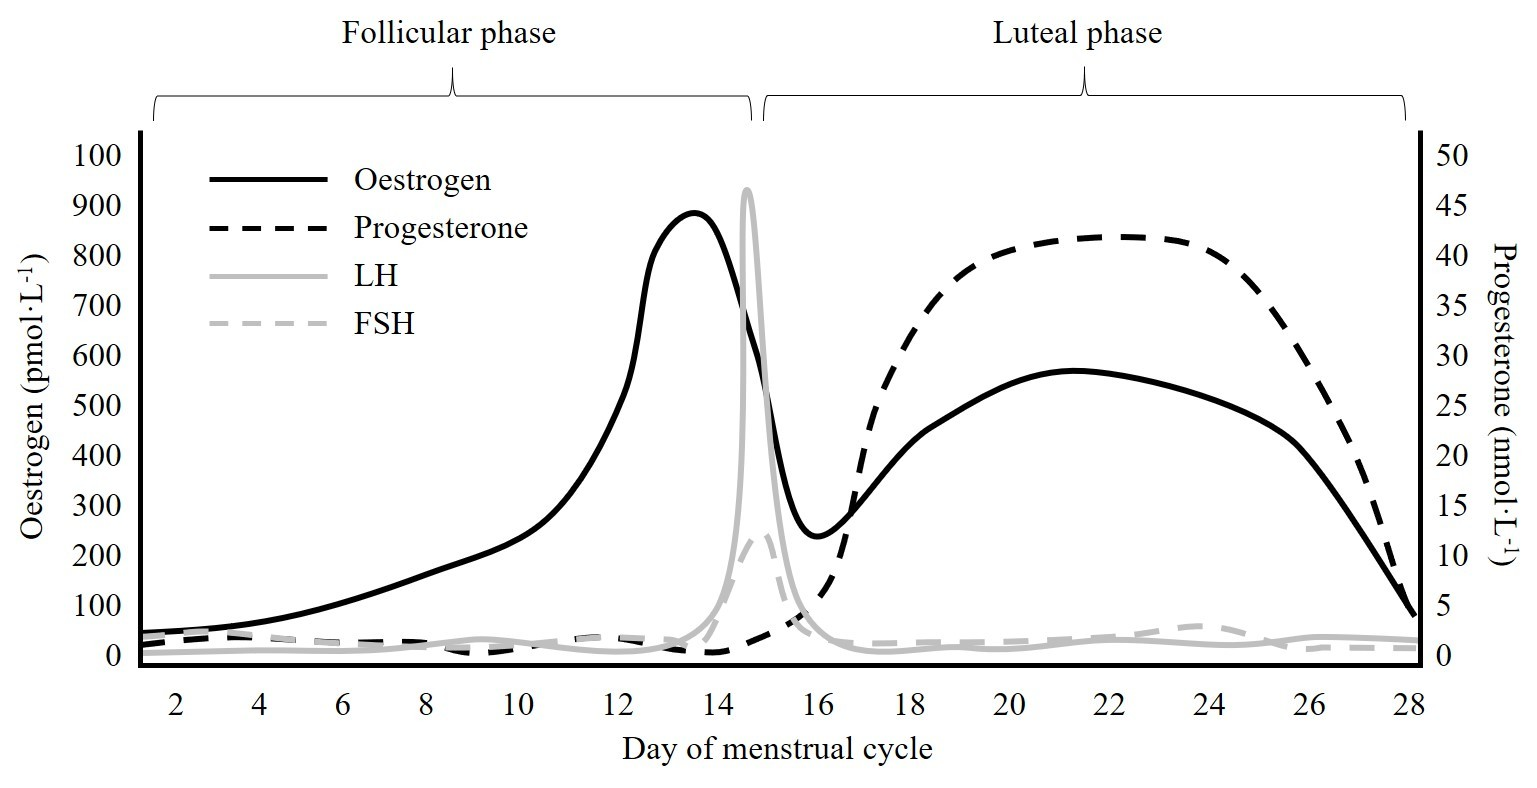 Follicular phase
Luteal phase
100
900
800
700
600
500
400
300
200
100
0
Oestrogen (pmol·L-1)
Oestrogen
Progesterone
LH
FSH
50
45
40
35
30
25
20
15
10
5
0
Progesterone (nmol·L-1)
2 4 6 8 10 12 14 16 18 20 22 24 26 28
Day of menstrual cycle